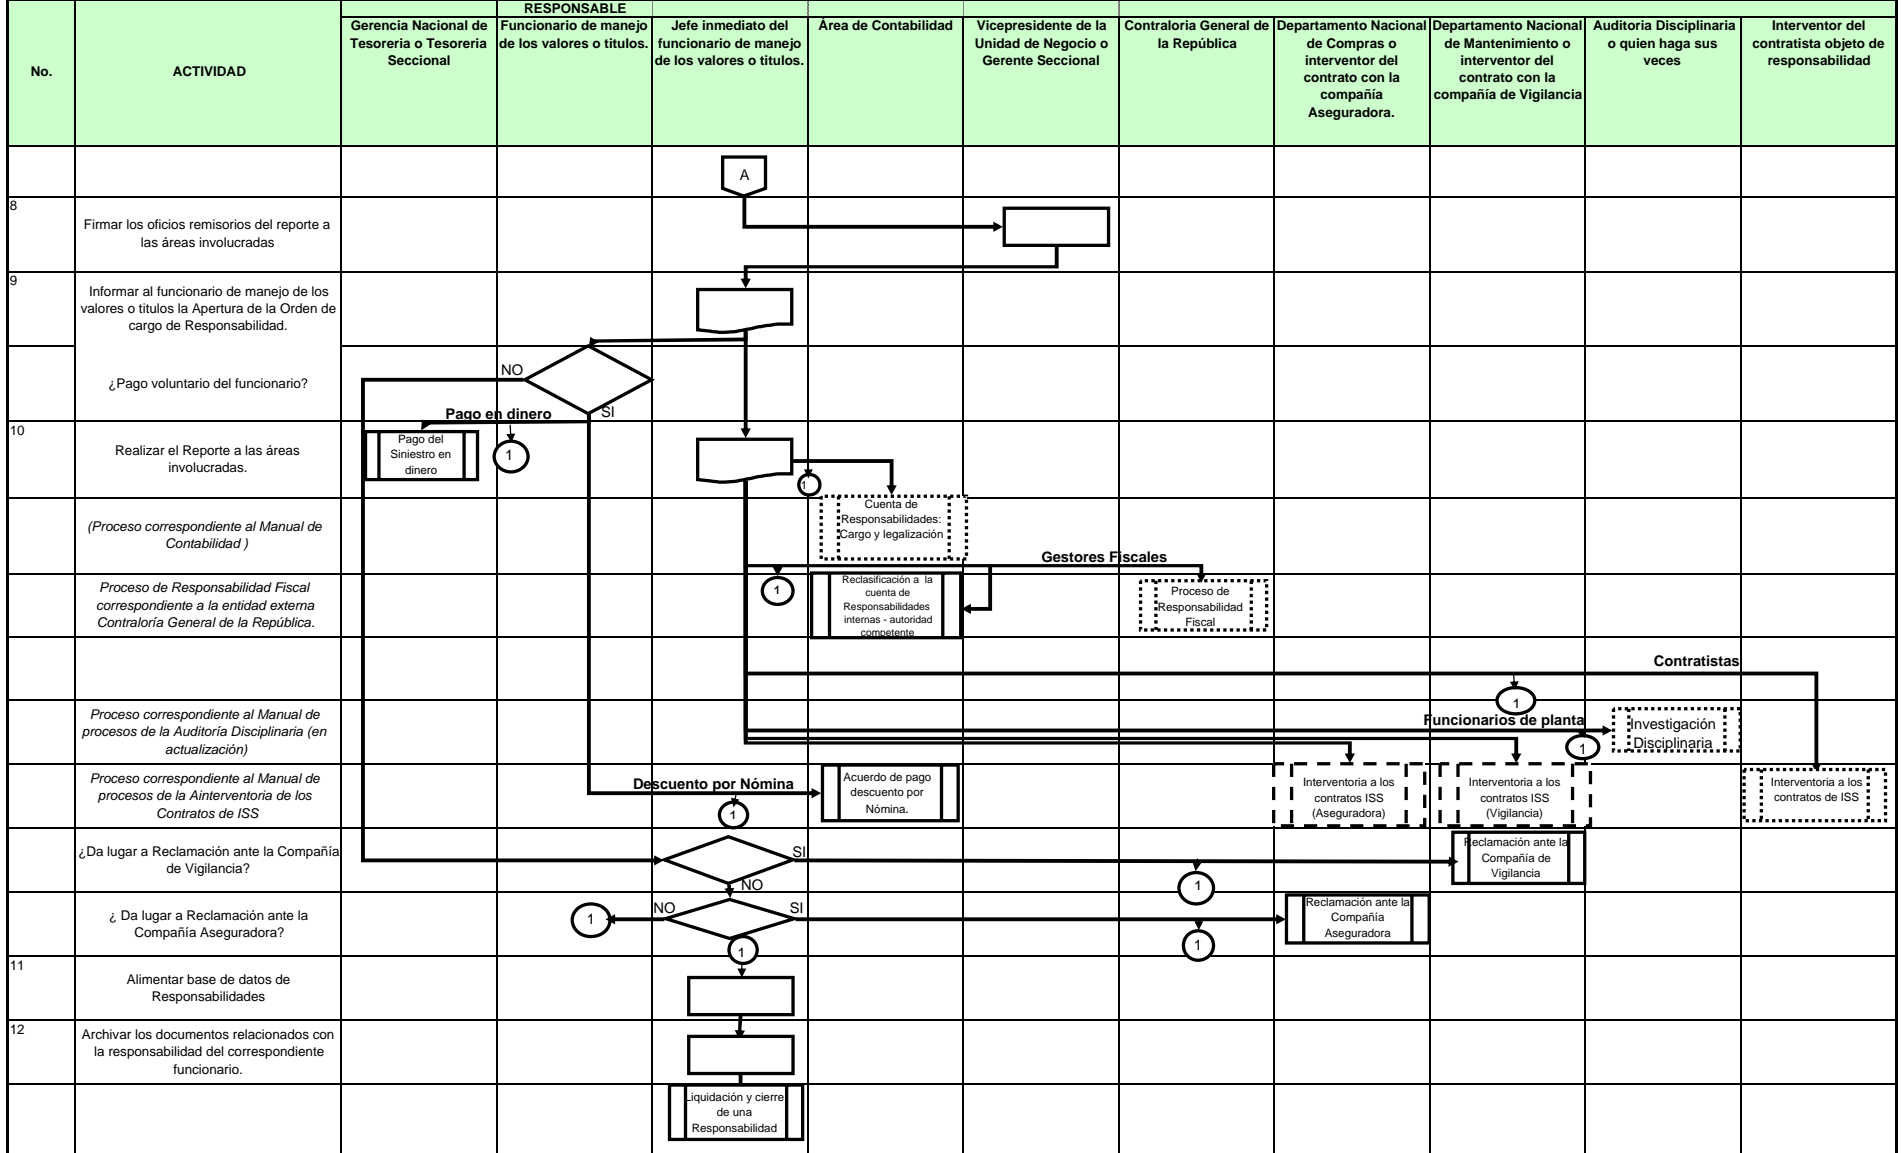 RESPONSABLE
No.
ACTIVIDAD
Gerencia Nacional de
Tesoreria o Tesoreria
Seccional
Funcionario de manejo
de los valores o titulos.
Jefe inmediato del
funcionario de manejo
de los valores o titulos.
Área de Contabilidad
Vicepresidente de la
Unidad de Negocio o
Gerente Seccional
Contraloria General de
la República
Departamento Nacional
de Compras o
interventor del
contrato con la
compañía
Aseguradora.
Departamento Nacional
de Mantenimiento o
interventor del
contrato con la
compañía de Vigilancia
Auditoria Disciplinaria
o quien haga sus
veces
Interventor del
contratista objeto de
responsabilidad
A
8
Firmar los oficios remisorios del reporte a
las áreas involucradas
9
Informar al funcionario de manejo de los
valores o titulos la Apertura de la Orden de
cargo de Responsabilidad.
¿Pago voluntario del funcionario?
NO
SI
Pago en dinero
10
Realizar el Reporte a las áreas
involucradas.
Pago del
Siniestro en
dinero
1
1
(Proceso correspondiente al Manual de
Contabilidad )
Cuenta de
Responsabilidades:
Cargo y legalización
Gestores Fiscales
Proceso de Responsabilidad Fiscal
correspondiente a la entidad externa
Contraloría General de la República.
1
Reclasificación a la
cuenta de
Responsabilidades
internas - autoridad
competente
Proceso de
Responsabilidad
Fiscal
Contratistas
1
Proceso correspondiente al Manual de
procesos de la Auditoría Disciplinaria (en
actualización)
Funcionarios de planta
1
Investigación
Disciplinaria
Proceso correspondiente al Manual de
procesos de la Ainterventoria de los
Contratos de ISS
Descuento por Nómina
1
Acuerdo de pago
descuento por
Nómina.
Interventoria a los
contratos ISS
(Aseguradora)
Interventoria a los
contratos ISS
(Vigilancia)
Interventoria a los
contratos de ISS
¿Da lugar a Reclamación ante la Compañía
de Vigilancia?
SI
NO
1
Reclamación ante la
Compañía de
Vigilancia
¿ Da lugar a Reclamación ante la
Compañía Aseguradora?
1
NO
SI
1
1
Reclamación ante la
Compañía
Aseguradora
11
Alimentar base de datos de
Responsabilidades
12
Archivar los documentos relacionados con
la responsabilidad del correspondiente
funcionario.
Liquidación y cierre
de una
Responsabilidad